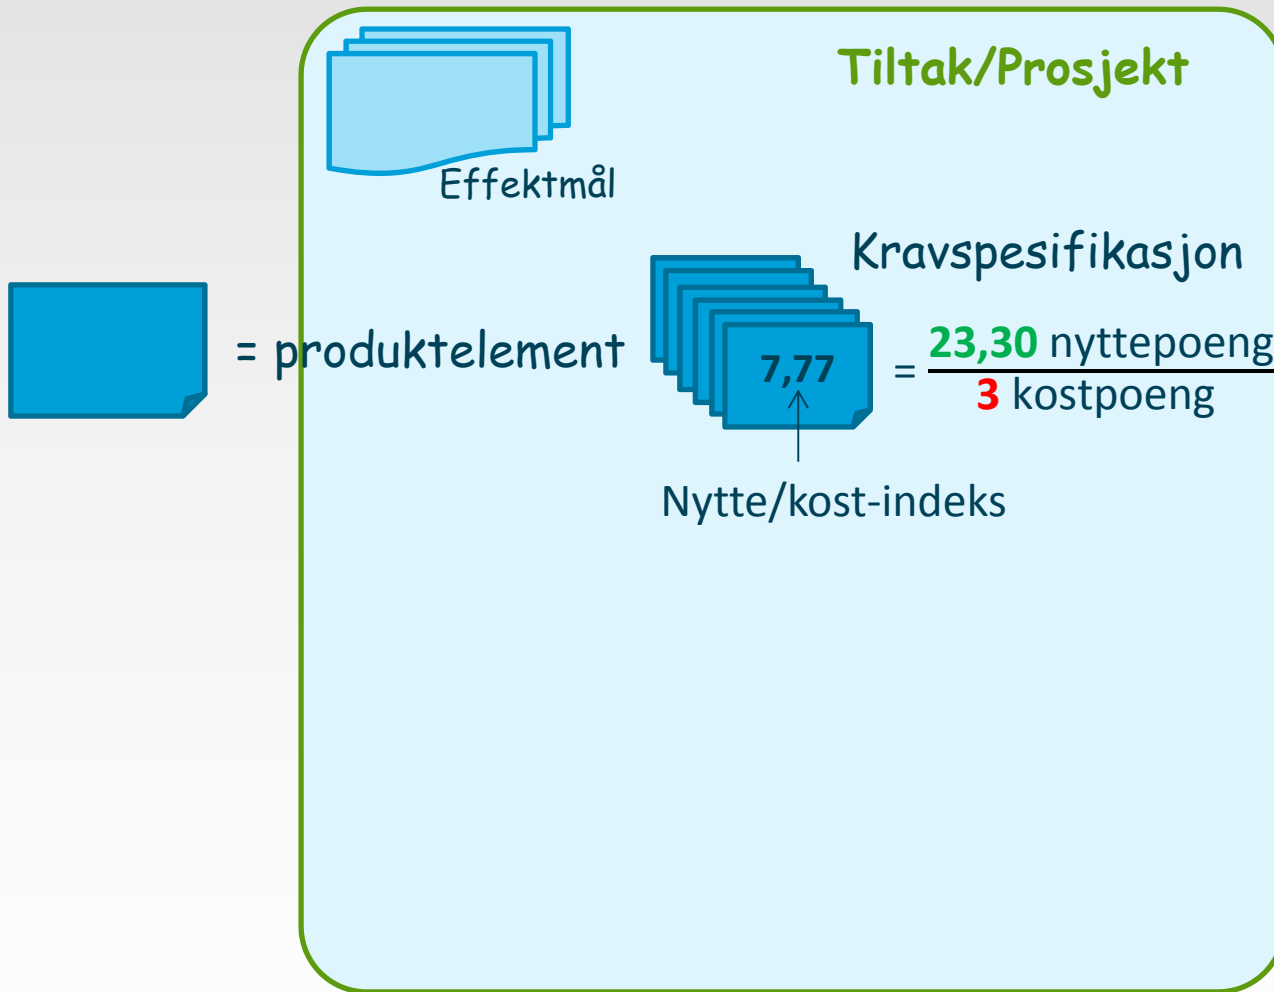 Tiltak/Prosjekt
Effektmål
Kravspesifikasjon
= produktelement
7,77
= 23,30 nyttepoeng
3 kostpoeng
Nytte/kost-indeks